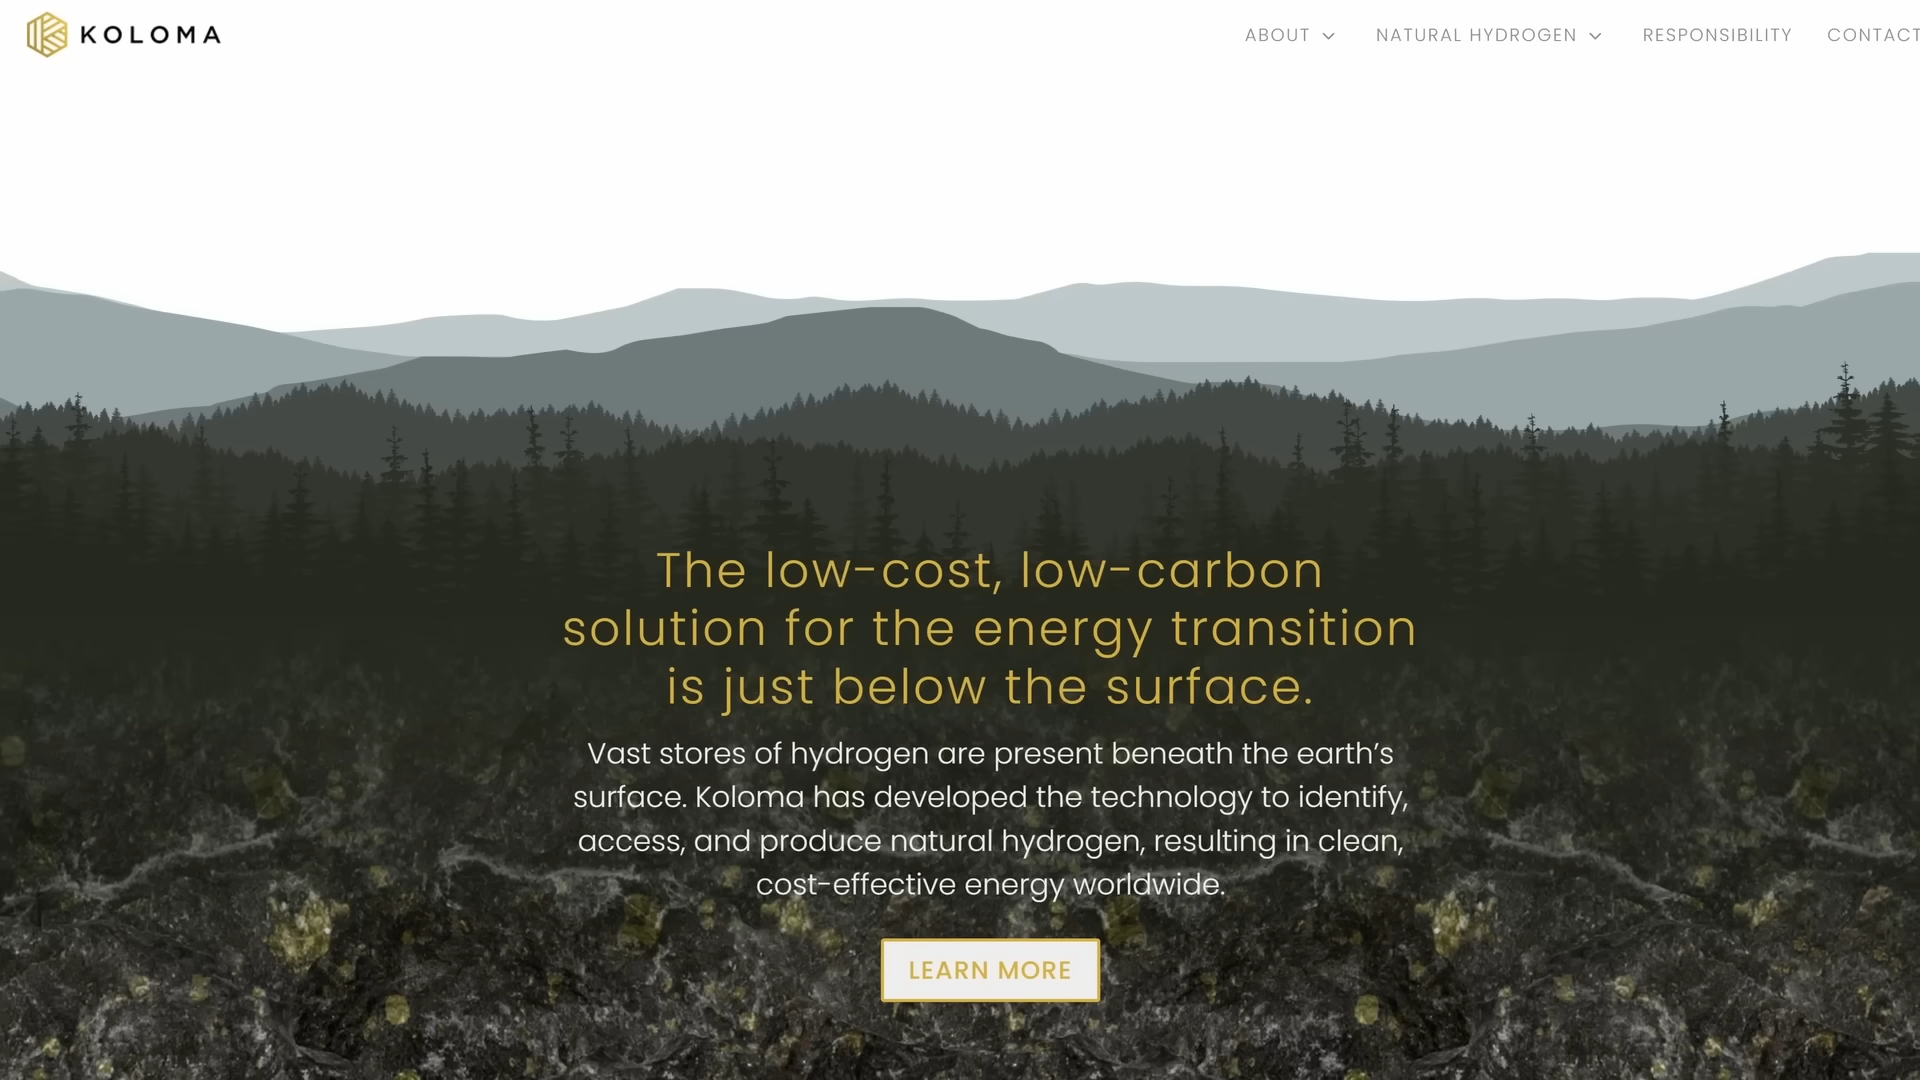 KOLOMA
ABOUT NATURAL HYDROGEN RESPONSIBILITY CONTACT
The low-cost, low-carbon
solution for the energy transition
is just below the surface.
Vast stores of hydrogen are present beneath the earth’s
surface. Koloma has developed the technology to identify,
access, and produce natural hydrogen, resulting in clean,
cost-effective energy worldwide.
LEARN MORE